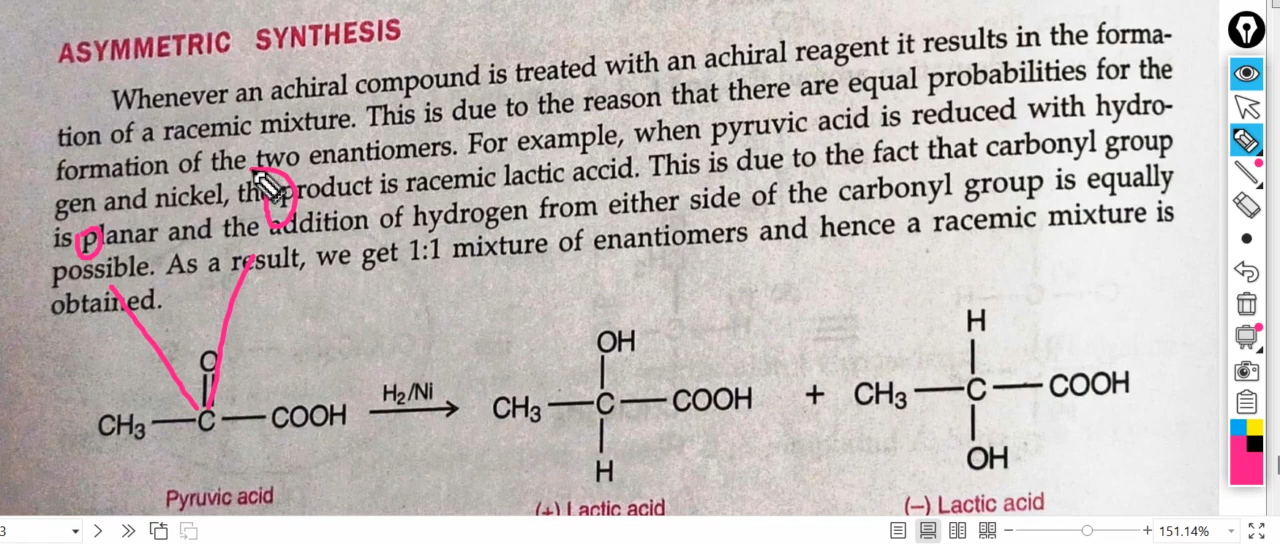 ASYMMETRIC SYNTHESIS
Whenever an achiral compound is treated with an achiral reagent it results in the forma-
tion of a racemic mixture. This is due to the reason that there are equal probabilities for the
formation of the two enantiomers. For example, when pyruvic acid is reduced with hydro-
gen and nickel, the product is racemic lactic accid. This is due to the fact that carbonyl group
is planar and the addition of hydrogen from either side of the carbonyl group is equally
possible. As a result, we get 1:1 mixture of enantiomers and hence a racemic mixture is
obtained.
O OH H
CH3 — C — COOH H2/Ni CH3 — C — COOH + CH3 — C — COOH
H OH
Pyruvic acid (+) Lactic acid (−) Lactic acid
3 151.14%